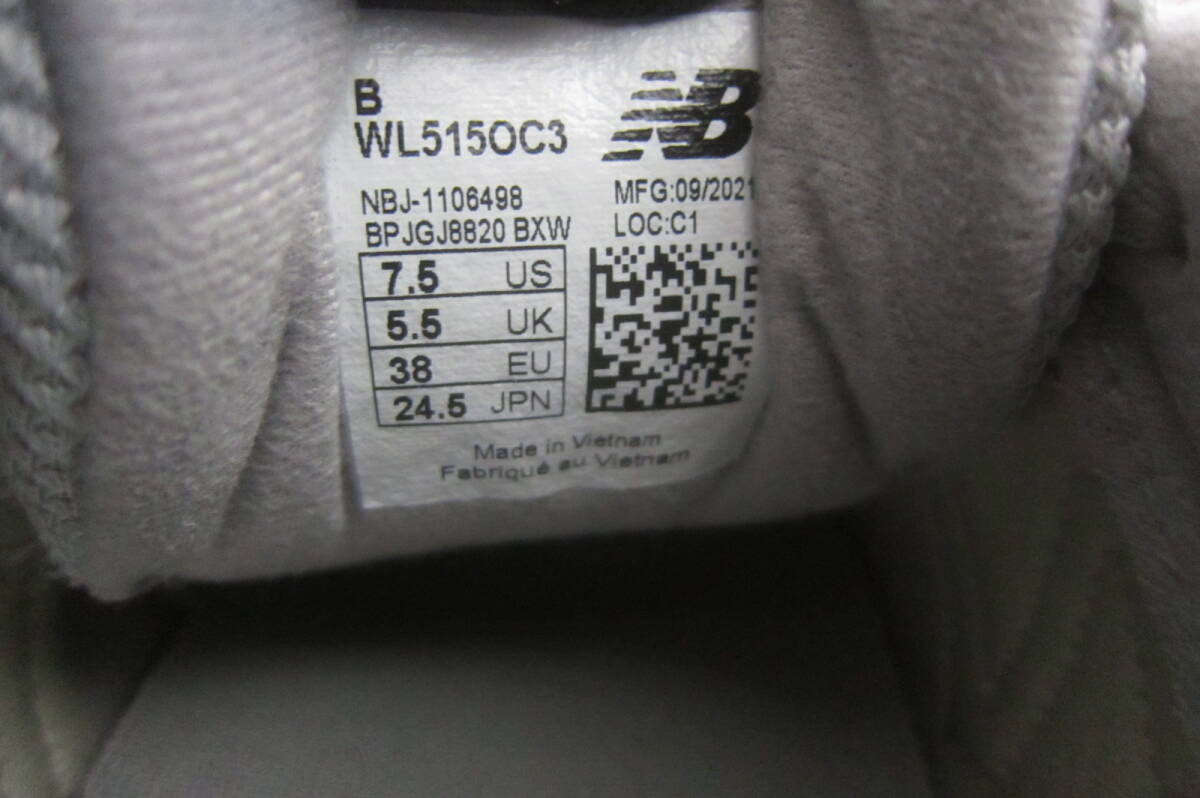 B
WL515OC3
NB
NBJ-1106498
MFG:09/2021
BPJGJ8820 BXW
LOC:C1
7.5 US
5.5 UK
38 EU
24.5 JPN
Made in Vietnam
Fabriqué au Vietnam